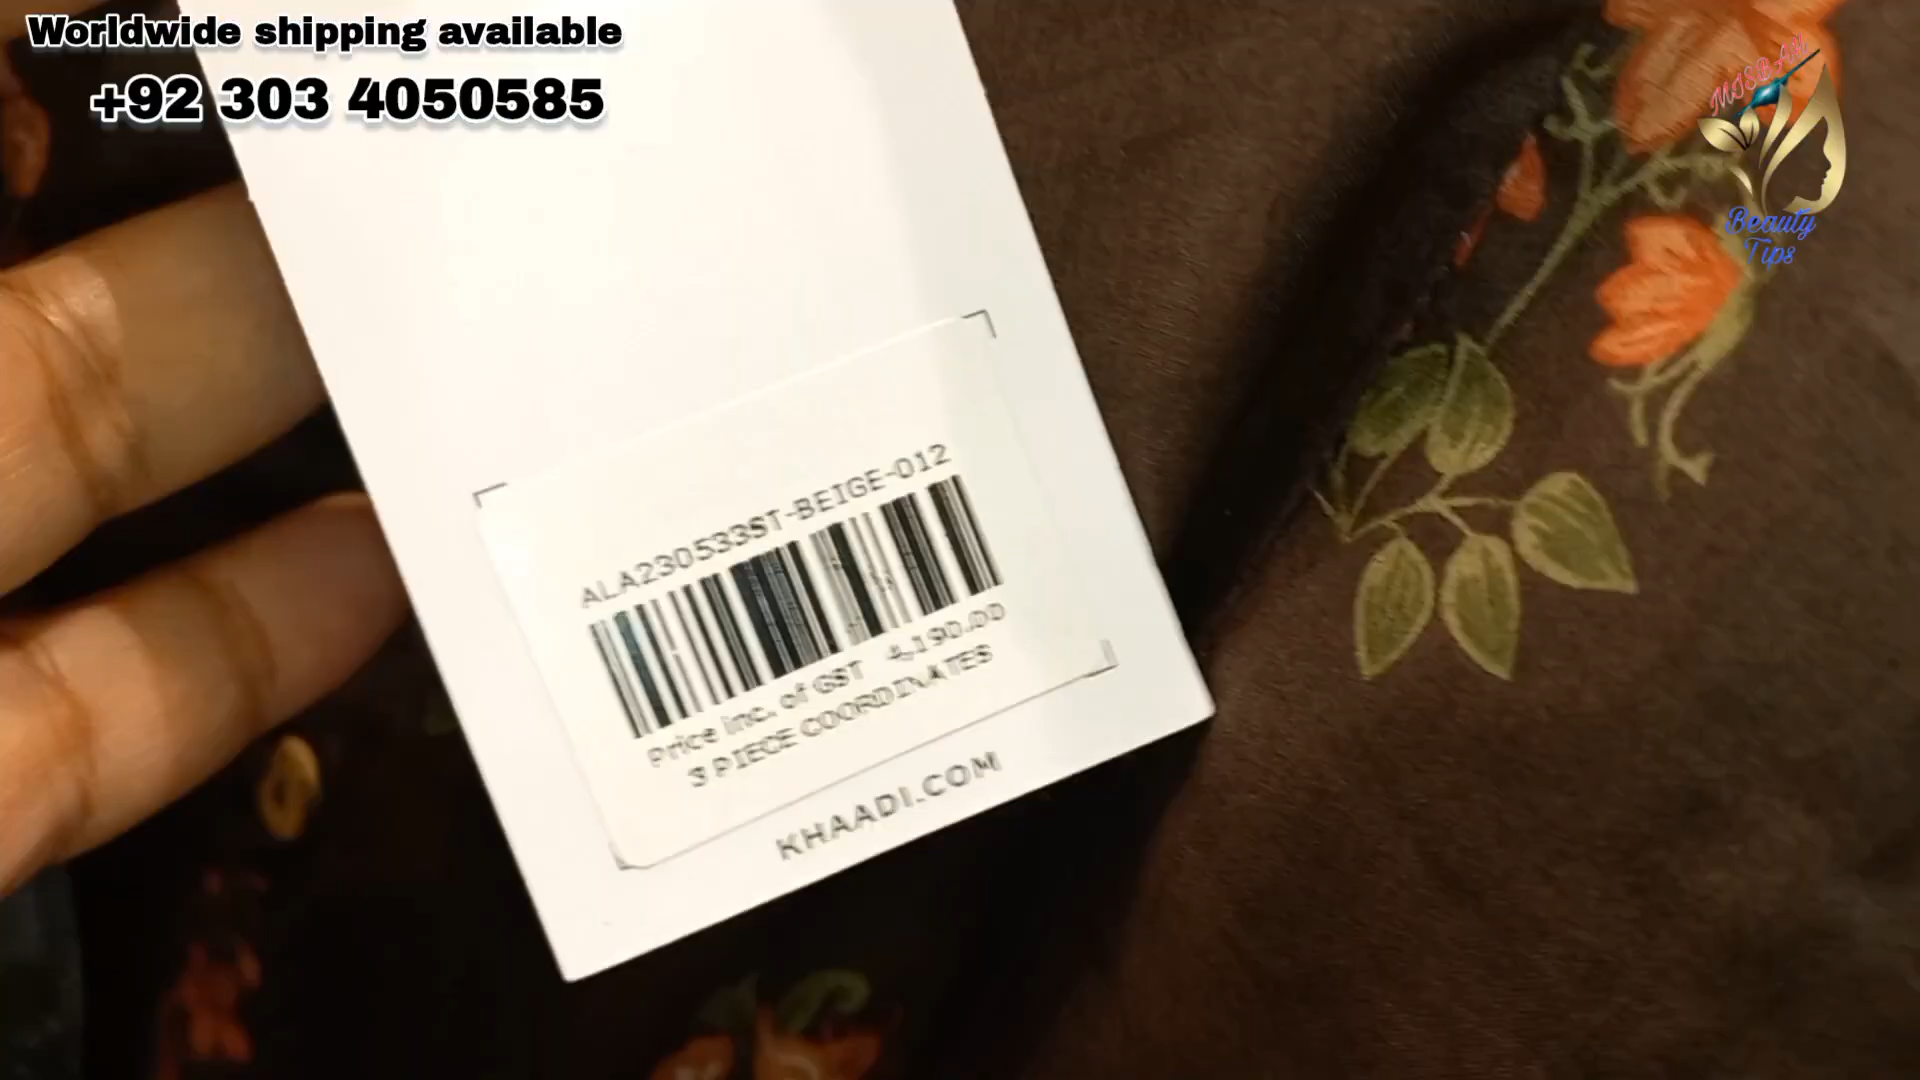 Worldwide shipping available
+92 303 4050585
MISBAH
Beauty
Tips
ALA230533ST-BEIGE-012
Price inc. of GST 4,190.00
3 PIECE COORDINATES
KHAADI.COM